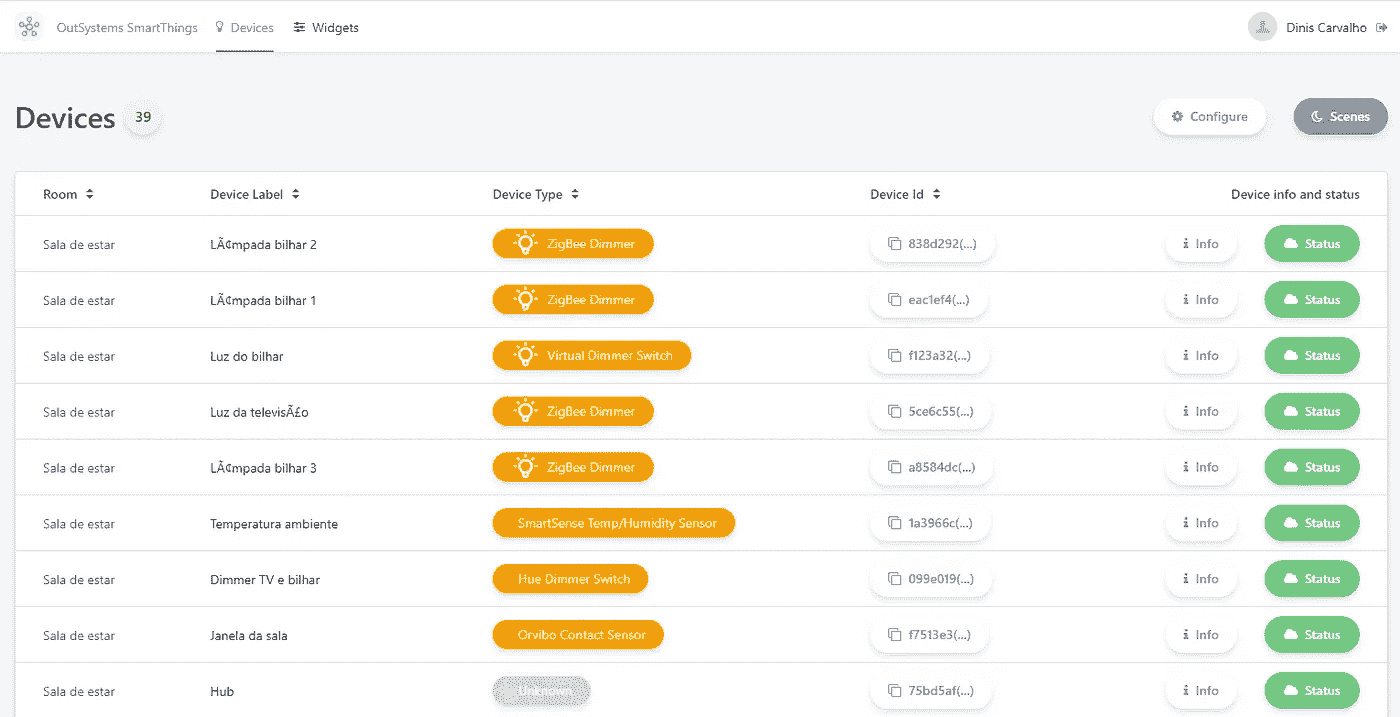 OutSystems SmartThings Devices Widgets Dinis Carvalho
Devices 39 Configure Scenes
Room Device Label Device Type Device Id Device info and status
Sala de estar LÃ¢mpada bilhar 2 ZigBee Dimmer 838d292(...) Info Status
Sala de estar LÃ¢mpada bilhar 1 ZigBee Dimmer eac1ef4(...) Info Status
Sala de estar Luz do bilhar Virtual Dimmer Switch f123a32(...) Info Status
Sala de estar Luz da televisÃ£o ZigBee Dimmer 5ce6c55(...) Info Status
Sala de estar LÃ¢mpada bilhar 3 ZigBee Dimmer a8584dc(...) Info Status
Sala de estar Temperatura ambiente SmartSense Temp/Humidity Sensor 1a3966c(...) Info Status
Sala de estar Dimmer TV e bilhar Hue Dimmer Switch 099e019(...) Info Status
Sala de estar Janela da sala Orvibo Contact Sensor f7513e3(...) Info Status
Sala de estar Hub Unknown 75bd5af(...) Info Status